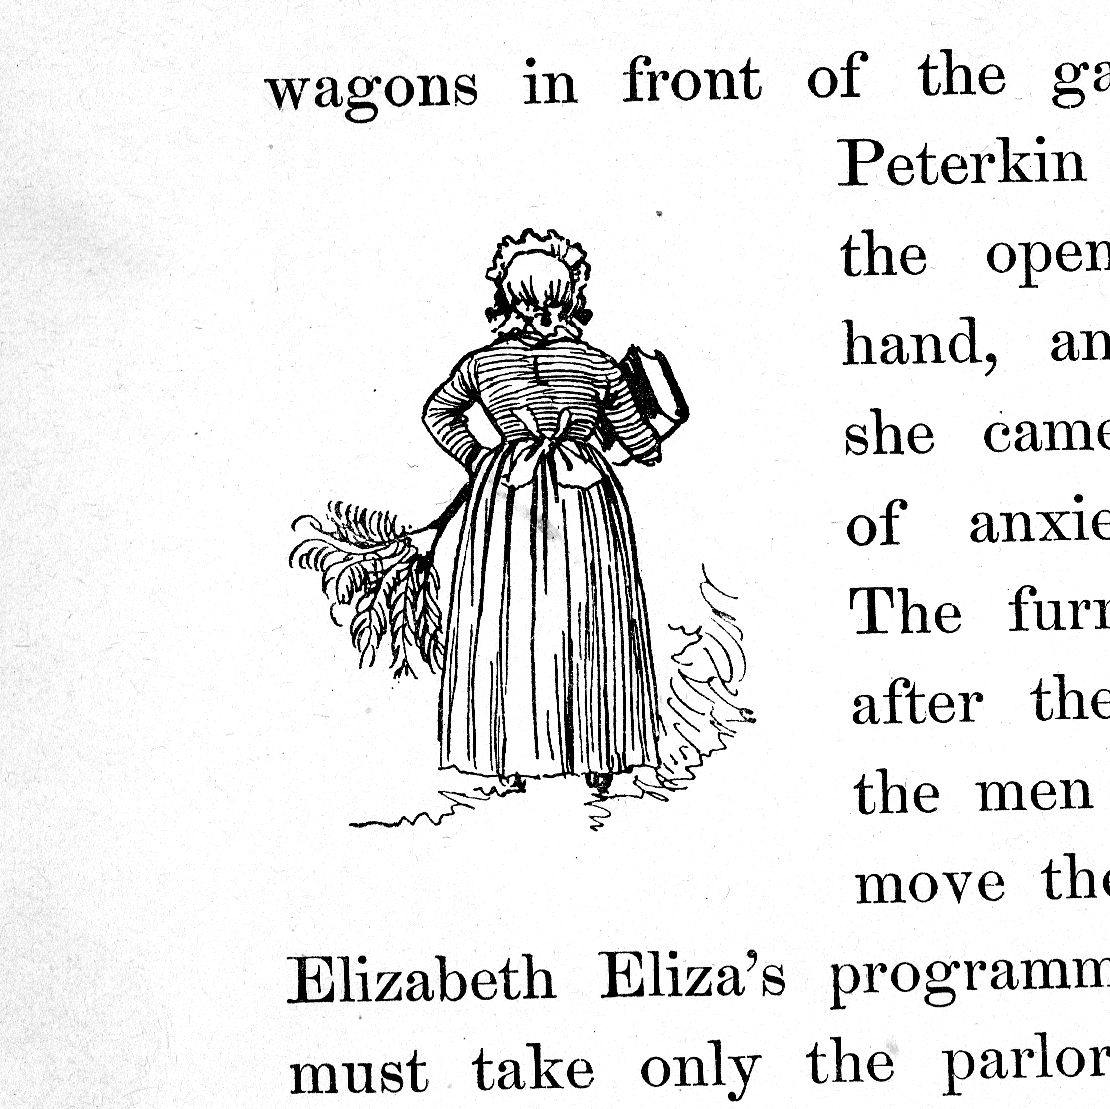 wagons in front of the ga
Peterkin
the open
hand, an
she came
of anxie
The furn
after the
the men
move the
Elizabeth Eliza's programm
must take only the parlor